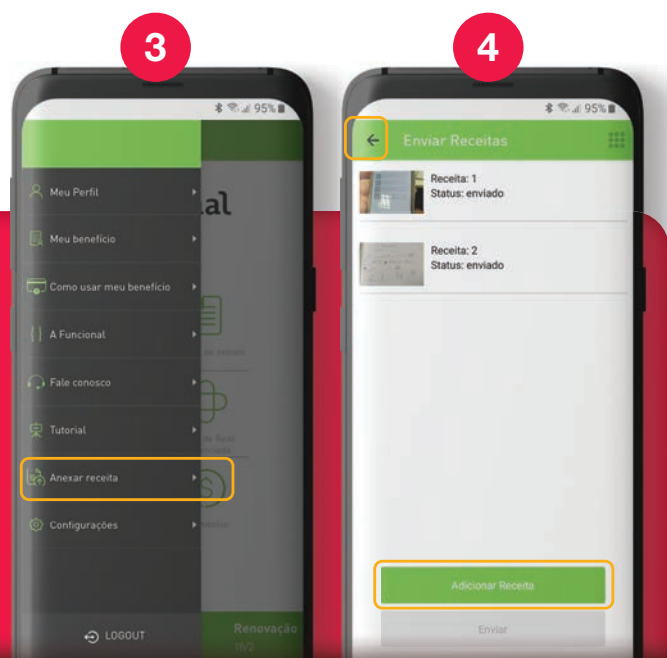 3
4
95%
95%
Enviar Receitas
Meu Perfil
al
Meu benefício
Como usar meu benefício
A Funcional
Fale conosco
Tutorial
Anexar receita
Configurações
LOGOUT
Renovação
Receita: 1
Status: enviado
Receita: 2
Status: enviado
Adicionar Receita
Enviar